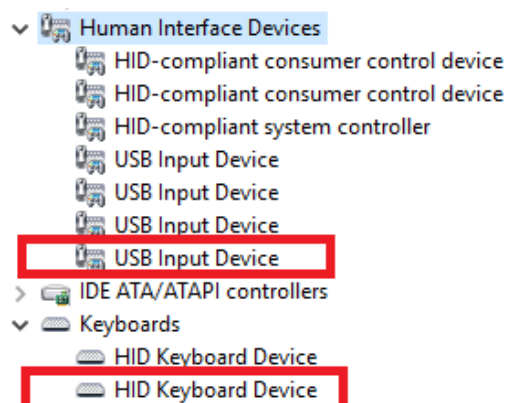 Human Interface Devices
HID-compliant consumer control device
HID-compliant consumer control device
HID-compliant system controller
USB Input Device
USB Input Device
USB Input Device
USB Input Device
IDE ATA/ATAPI controllers
Keyboards
HID Keyboard Device
HID Keyboard Device